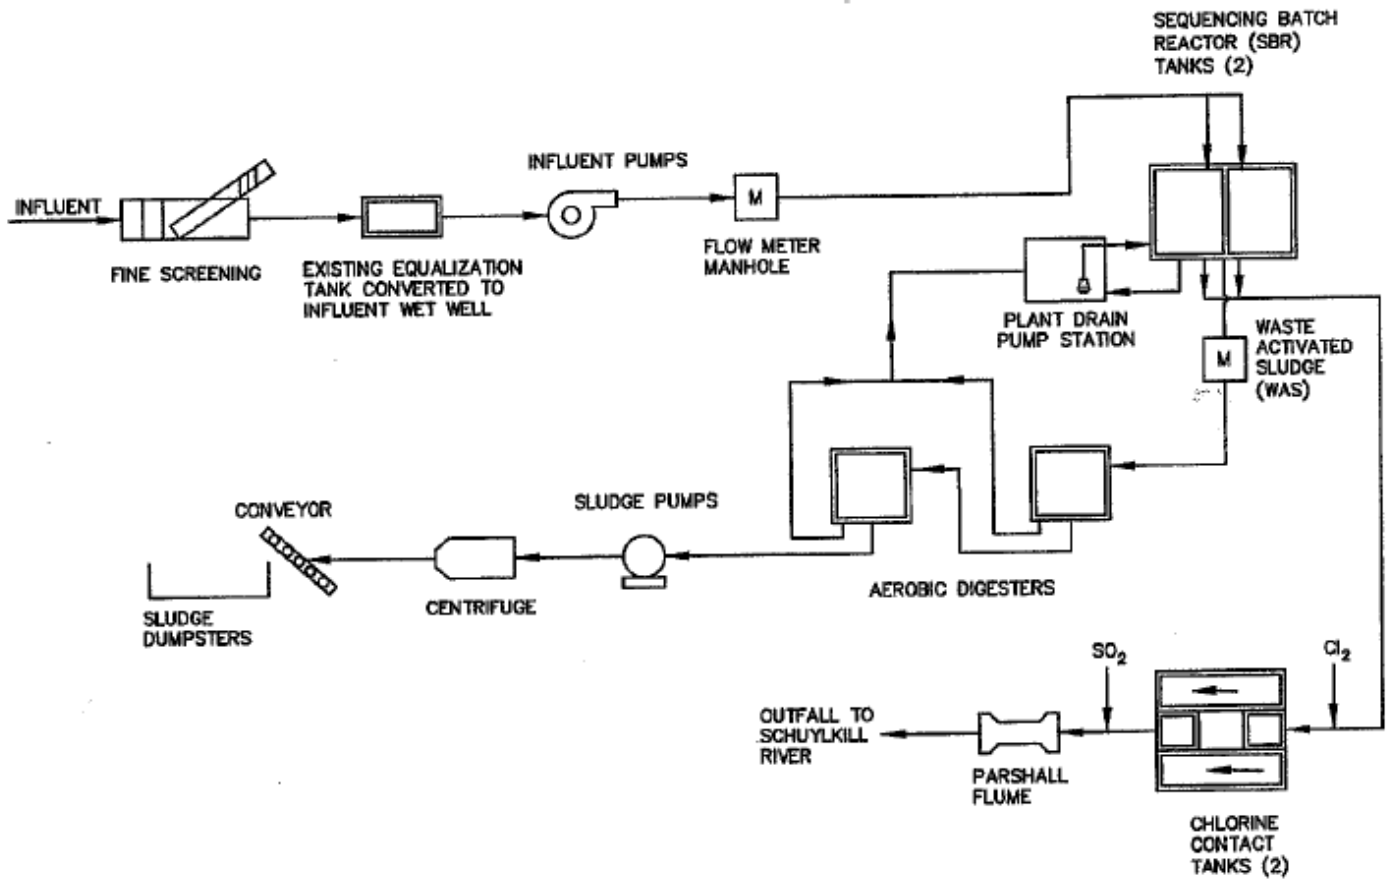 SEQUENCING BATCH
REACTOR (SBR)
TANKS (2)
INFLUENT PUMPS
INFLUENT
M
FLOW METER
MANHOLE
FINE SCREENING
EXISTING EQUALIZATION
TANK CONVERTED TO
INFLUENT WET WELL
PLANT DRAIN
PUMP STATION
M
WASTE
ACTIVATED
SLUDGE
(WAS)
CONVEYOR
SLUDGE PUMPS
AEROBIC DIGESTERS
CENTRIFUGE
SLUDGE
DUMPSTERS
SO2
Cl2
OUTFALL TO
SCHUYLKILL
RIVER
PARSHALL
FLUME
CHLORINE
CONTACT
TANKS (2)